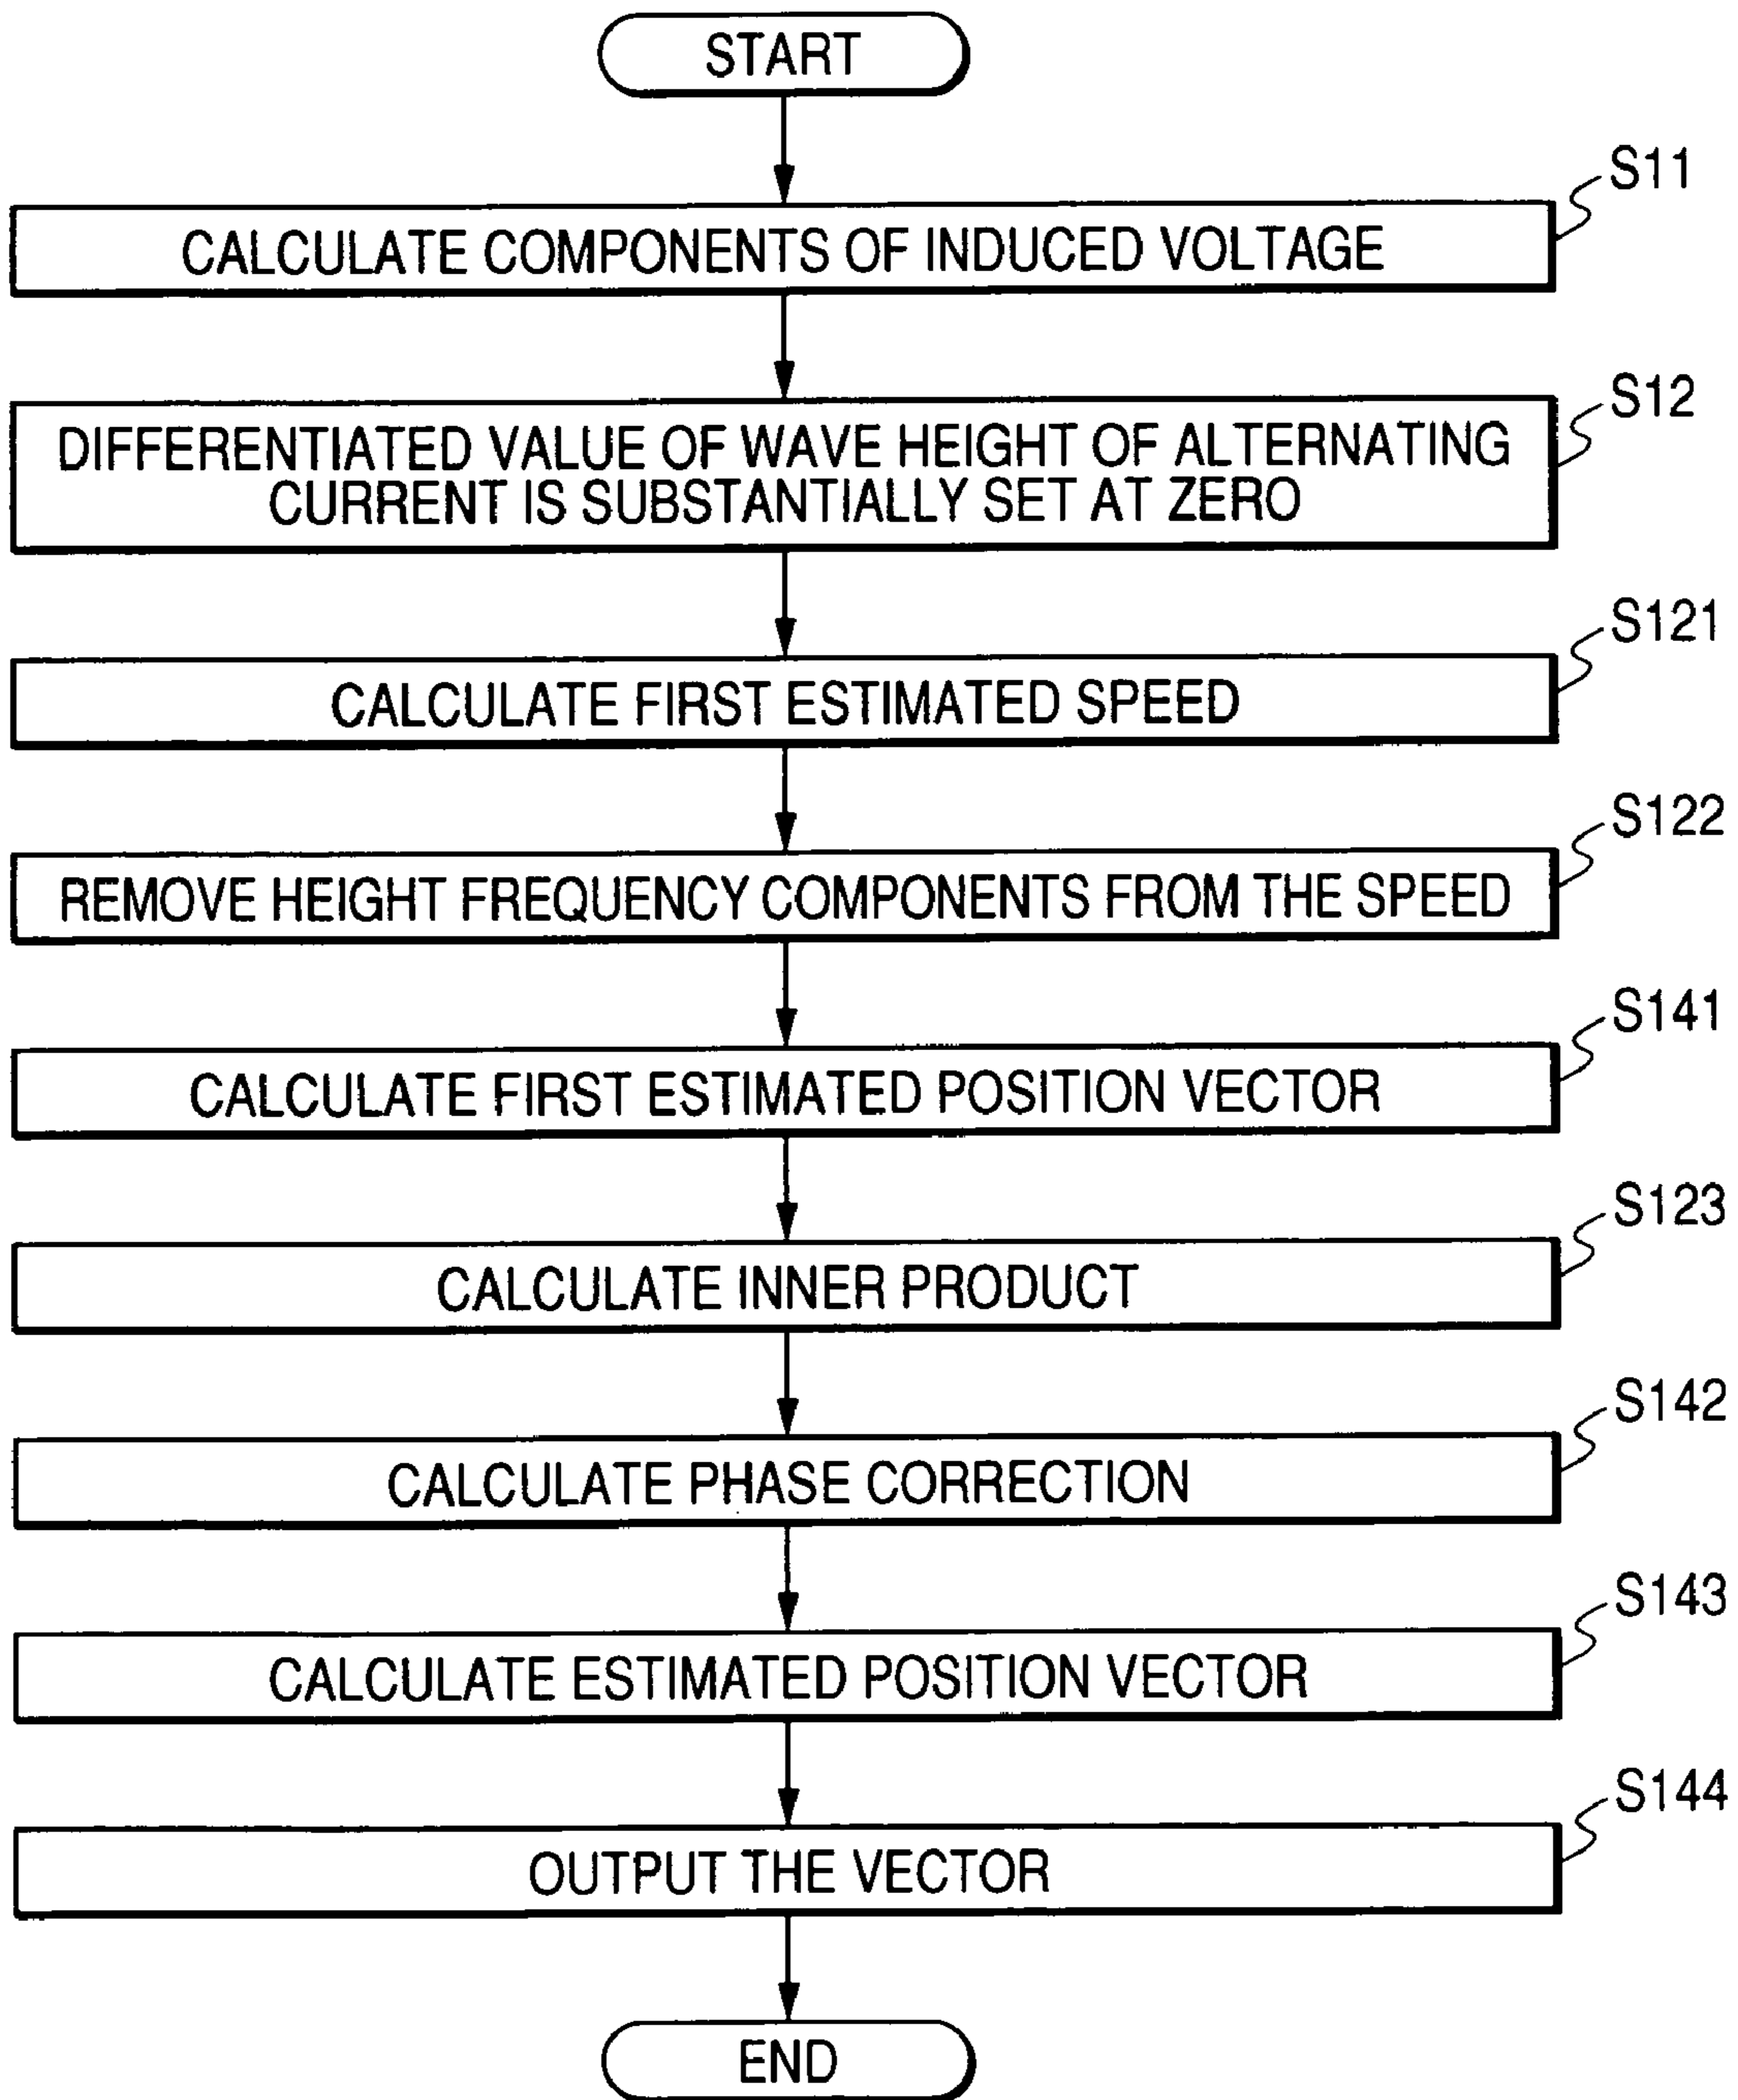 START
S11
CALCULATE COMPONENTS OF INDUCED VOLTAGE
S12
DIFFERENTIATED VALUE OF WAVE HEIGHT OF ALTERNATING
CURRENT IS SUBSTANTIALLY SET AT ZERO
S121
CALCULATE FIRST ESTIMATED SPEED
S122
REMOVE HEIGHT FREQUENCY COMPONENTS FROM THE SPEED
S141
CALCULATE FIRST ESTIMATED POSITION VECTOR
S123
CALCULATE INNER PRODUCT
S142
CALCULATE PHASE CORRECTION
S143
CALCULATE ESTIMATED POSITION VECTOR
S144
OUTPUT THE VECTOR
END